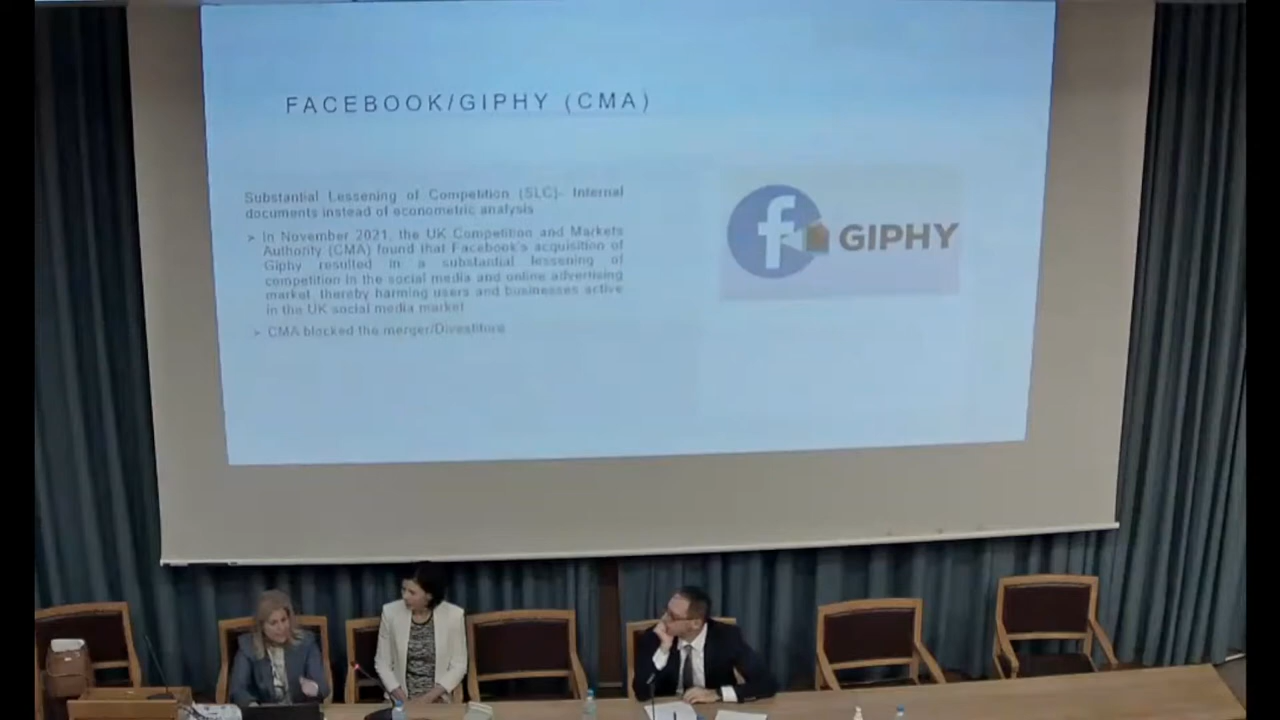 FACEBOOK/GIPHY (CMA)
Substantial Lessening of Competition (SLC)- Internal
documents instead of econometric analysis
➢ In November 2021, the UK Competition and Markets
Authority (CMA) found that Facebook's acquisition of
Giphy resulted in a substantial lessening of
competition in the social media and online advertising
market, thereby harming users and businesses active
in the UK social media market
➢ CMA blocked the merger/Divestiture
f GIPHY